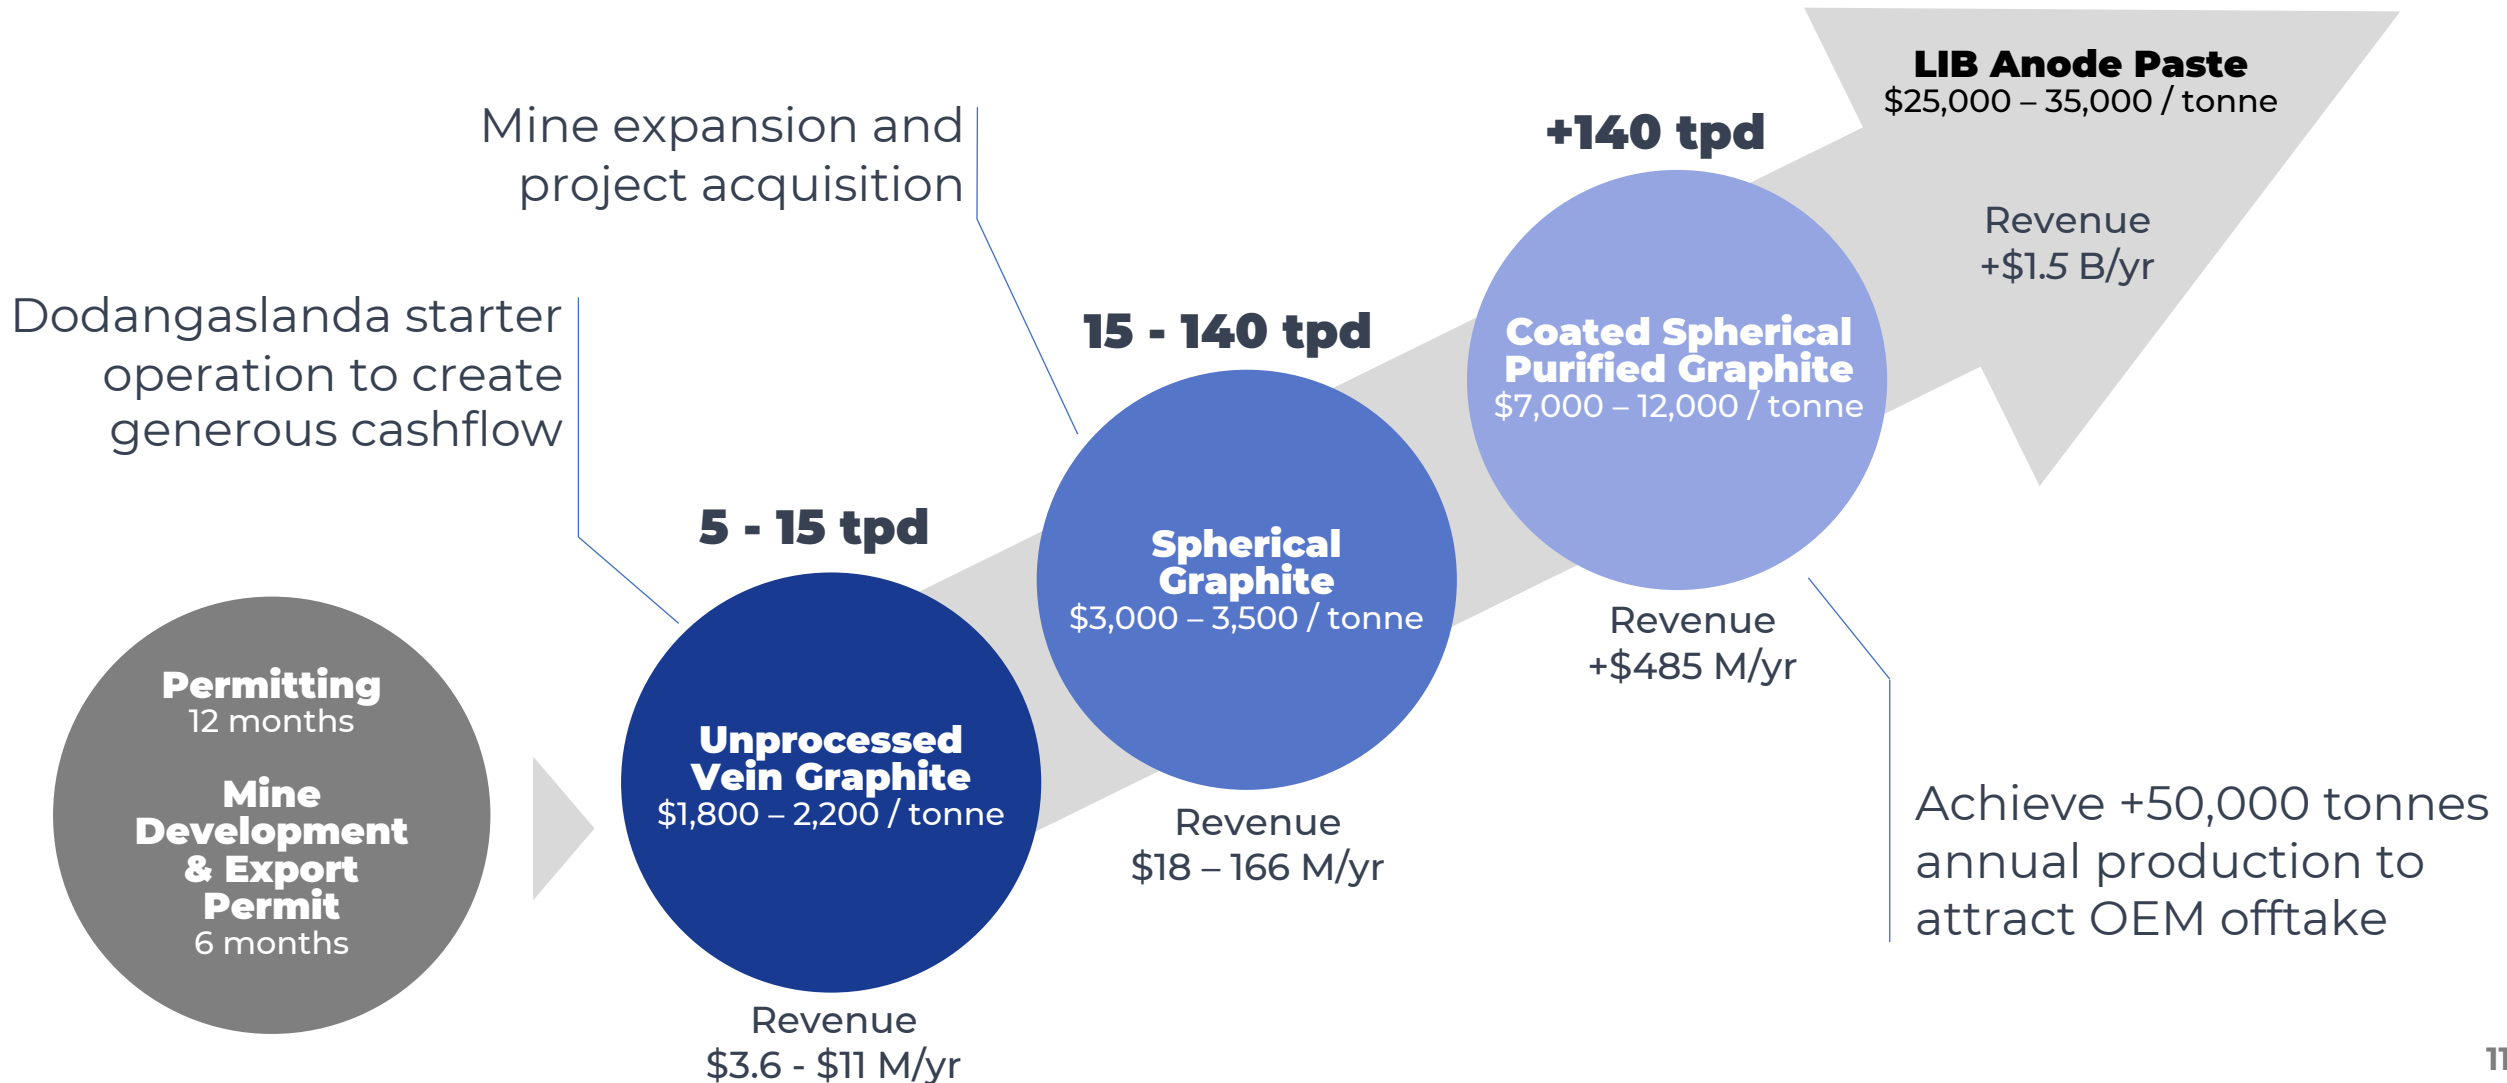 Permitting
12 months
Mine
Development
& Export
Permit
6 months
Dodangaslanda starter
operation to create
generous cashflow
5 - 15 tpd
Unprocessed
Vein Graphite
$1,800 – 2,200 / tonne
Revenue
$3.6 - $11 M/yr
Mine expansion and
project acquisition
15 - 140 tpd
Spherical
Graphite
$3,000 – 3,500 / tonne
Revenue
$18 – 166 M/yr
+140 tpd
Coated Spherical
Purified Graphite
$7,000 – 12,000 / tonne
Revenue
+$485 M/yr
Achieve +50,000 tonnes
annual production to
attract OEM offtake
LIB Anode Paste
$25,000 – 35,000 / tonne
Revenue
+$1.5 B/yr
11